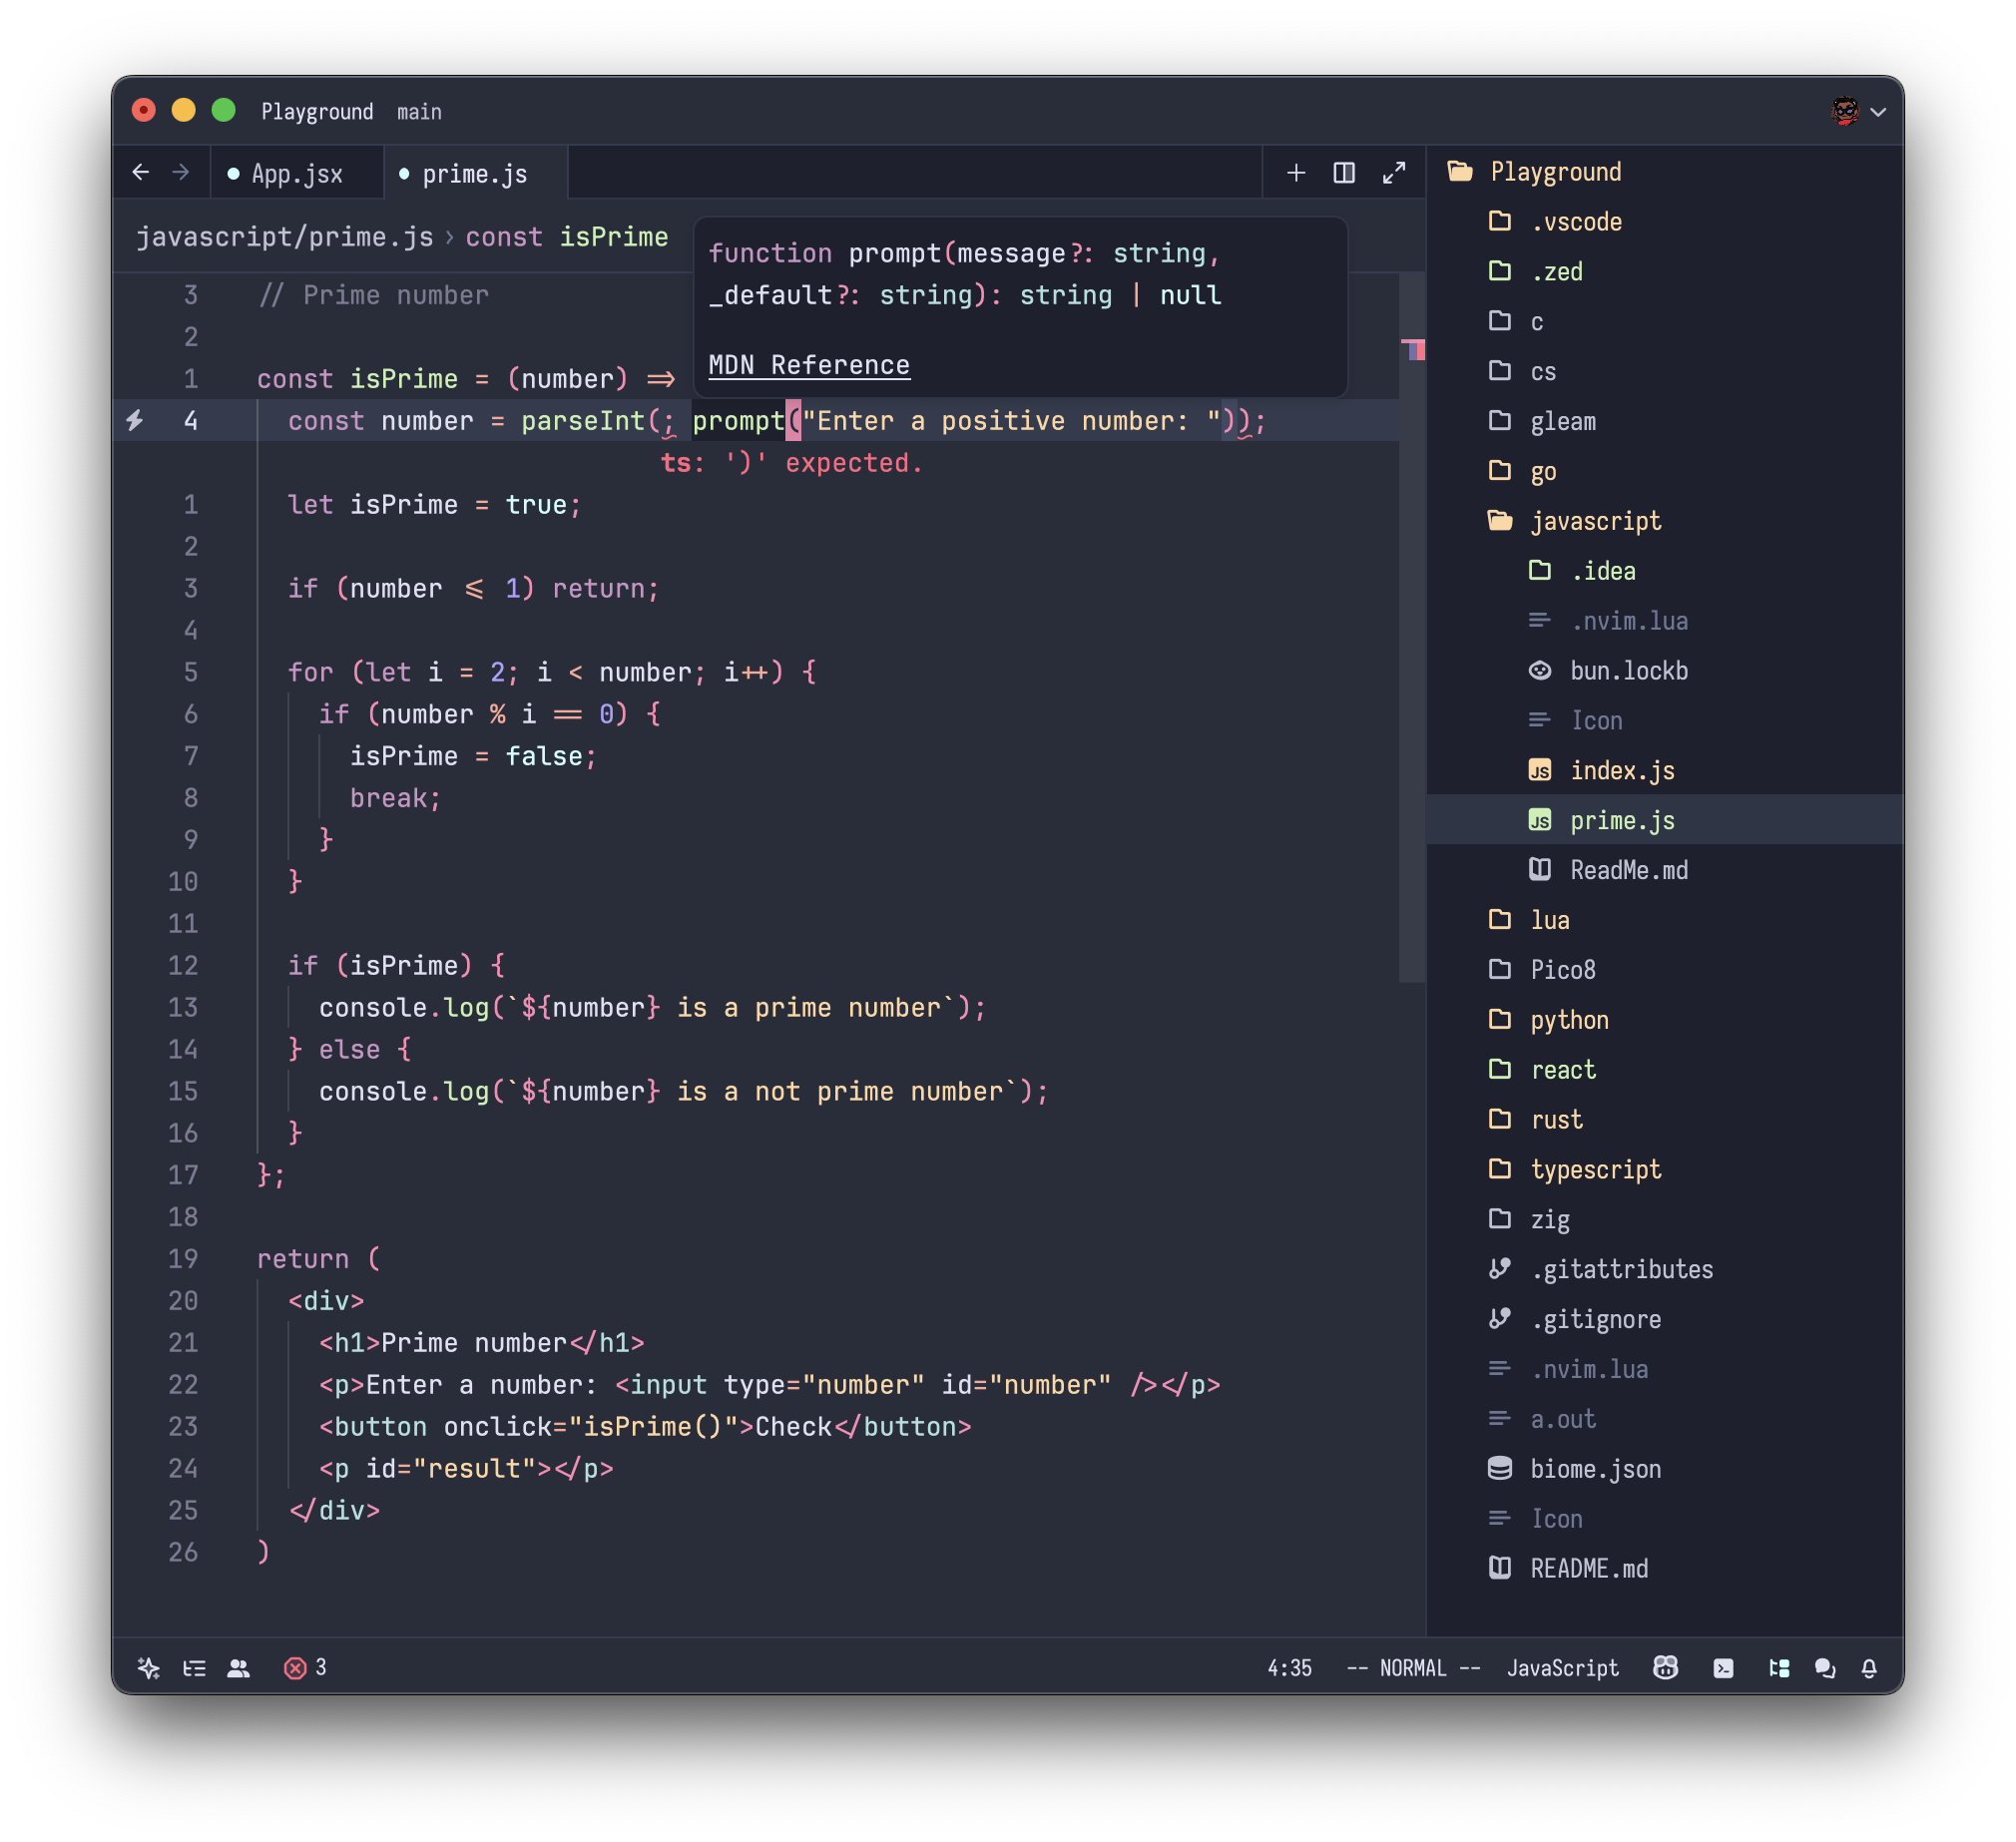 Playground main
App.jsx
prime.js
javascript/prime.js › const isPrime
function prompt(message?: string,
_default?: string): string | null
MDN Reference
3 // Prime number
2
1 const isPrime = (number) =>
4 const number = parseInt(; prompt("Enter a positive number: "));
ts: ')' expected.
1 let isPrime = true;
2
3 if (number <= 1) return;
4
5 for (let i = 2; i < number; i++) {
6 if (number % i == 0) {
7 isPrime = false;
8 break;
9 }
10 }
11
12 if (isPrime) {
13 console.log(`${number} is a prime number`);
14 } else {
15 console.log(`${number} is a not prime number`);
16 }
17 };
18
19 return (
20 <div>
21 <h1>Prime number</h1>
22 <p>Enter a number: <input type="number" id="number" /></p>
23 <button onclick="isPrime()">Check</button>
24 <p id="result"></p>
25 </div>
26 )
Playground
.vscode
.zed
c
cs
gleam
go
javascript
.idea
.nvim.lua
bun.lockb
Icon
JS index.js
JS prime.js
ReadMe.md
lua
Pico8
python
react
rust
typescript
zig
.gitattributes
.gitignore
.nvim.lua
a.out
biome.json
Icon
README.md
3
4:35 -- NORMAL -- JavaScript